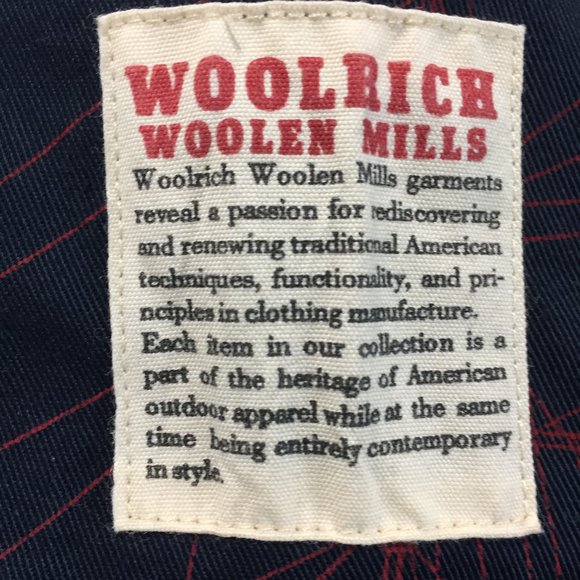 WOOLRICH
WOOLEN MILLS
Woolrich Woolen Mills garments
reveal a passion for rediscovering
and renewing traditional American
techniques, functionality, and pri-
nciples in clothing manufacture.
Each item in our collection is a
part of the heritage of American
outdoor apparel while at the same
time being entirely contemporary
in style.